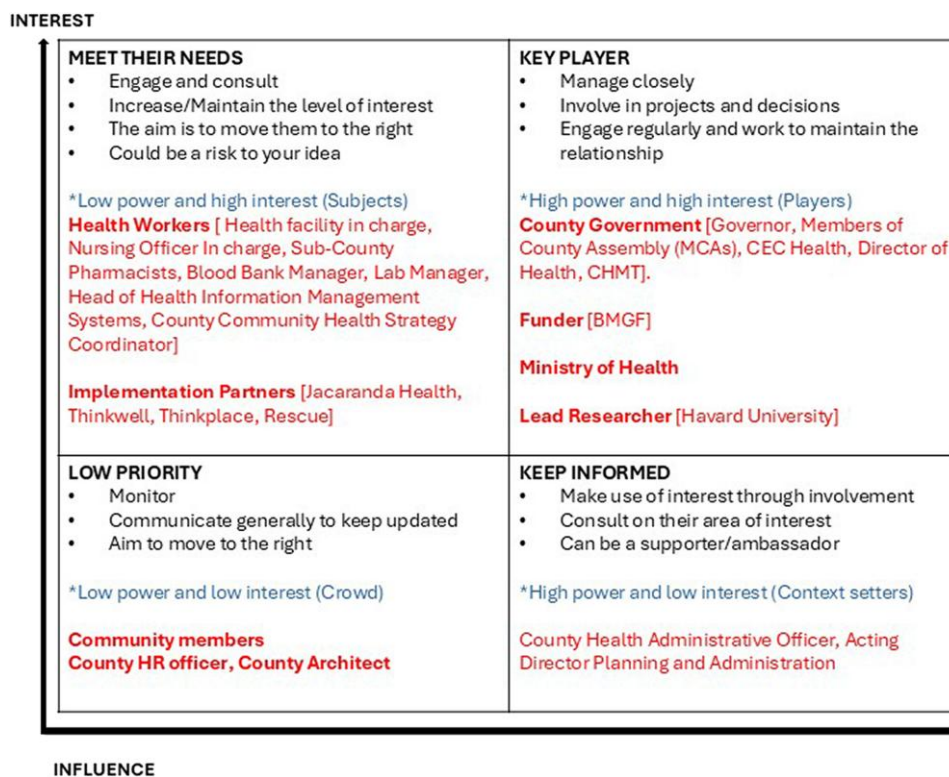 INTEREST
MEET THEIR NEEDS
• Engage and consult
• Increase/Maintain the level of interest
• The aim is to move them to the right
• Could be a risk to your idea
*Low power and high interest (Subjects)
Health Workers [ Health facility in charge,
Nursing Officer In charge, Sub-County
Pharmacists, Blood Bank Manager, Lab Manager,
Head of Health Information Management
Systems, County Community Health Strategy
Coordinator]
Implementation Partners [Jacaranda Health,
Thinkwell, Thinkplace, Rescue]
KEY PLAYER
• Manage closely
• Involve in projects and decisions
• Engage regularly and work to maintain the
relationship
*High power and high interest (Players)
County Government [Governor, Members of
County Assembly (MCAs), CEC Health, Director of
Health, CHMT].
Funder [BMGF]
Ministry of Health
Lead Researcher [Havard University]
LOW PRIORITY
• Monitor
• Communicate generally to keep updated
• Aim to move to the right
*Low power and low interest (Crowd)
Community members
County HR officer, County Architect
KEEP INFORMED
• Make use of interest through involvement
• Consult on their area of interest
• Can be a supporter/ambassador
*High power and low interest (Context setters)
County Health Administrative Officer, Acting
Director Planning and Administration
INFLUENCE